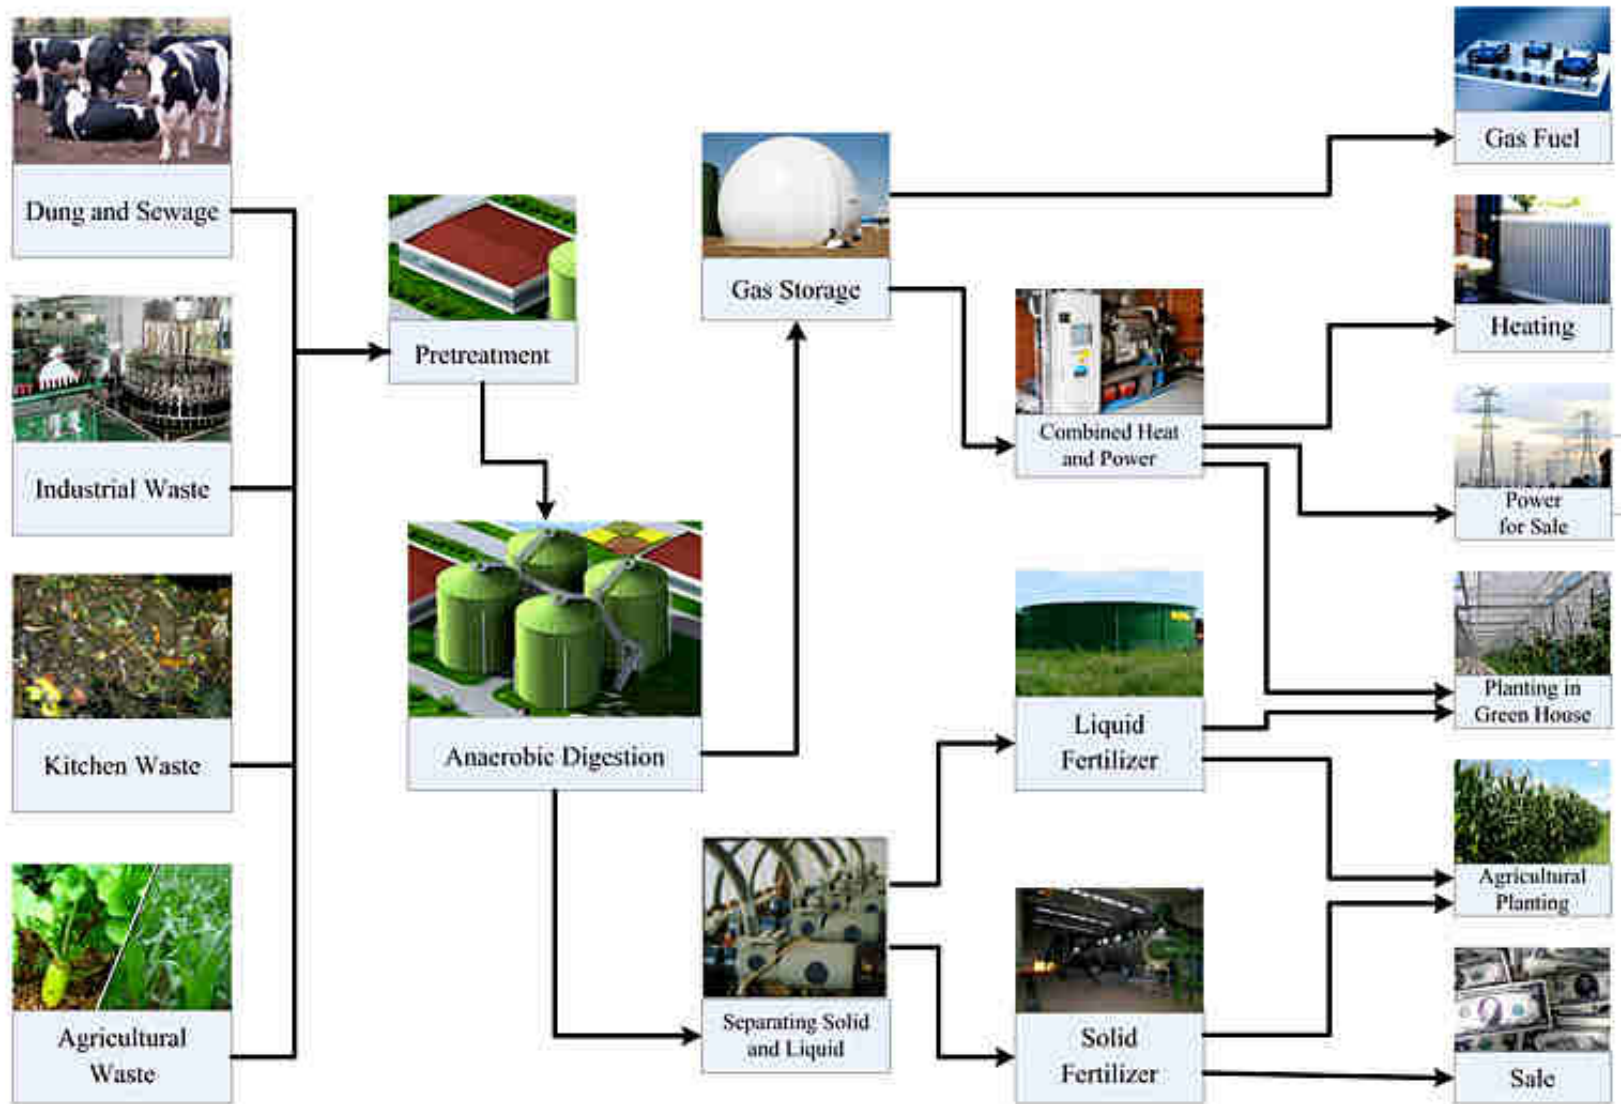 Dung and Sewage
Industrial Waste
Kitchen Waste
Agricultural
Waste
Pretreatment
Anaerobic Digestion
Gas Storage
Separating Solid
and Liquid
Combined Heat
and Power
Liquid
Fertilizer
Solid
Fertilizer
Gas Fuel
Heating
Power
for Sale
Planting in
Green House
Agricultural
Planting
Sale